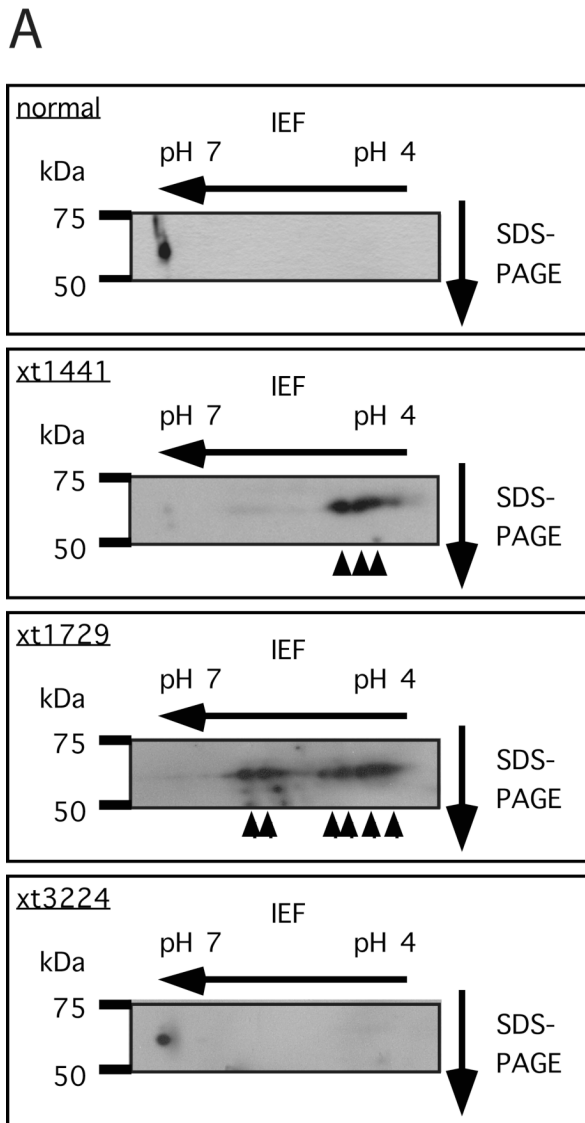 A
normal
IEF
pH 7 pH 4
kDa
75
50
SDS-
PAGE
xt1441
IEF
pH 7 pH 4
kDa
75
50
SDS-
PAGE
xt1729
IEF
pH 7 pH 4
kDa
75
50
SDS-
PAGE
xt3224
IEF
pH 7 pH 4
kDa
75
50
SDS-
PAGE